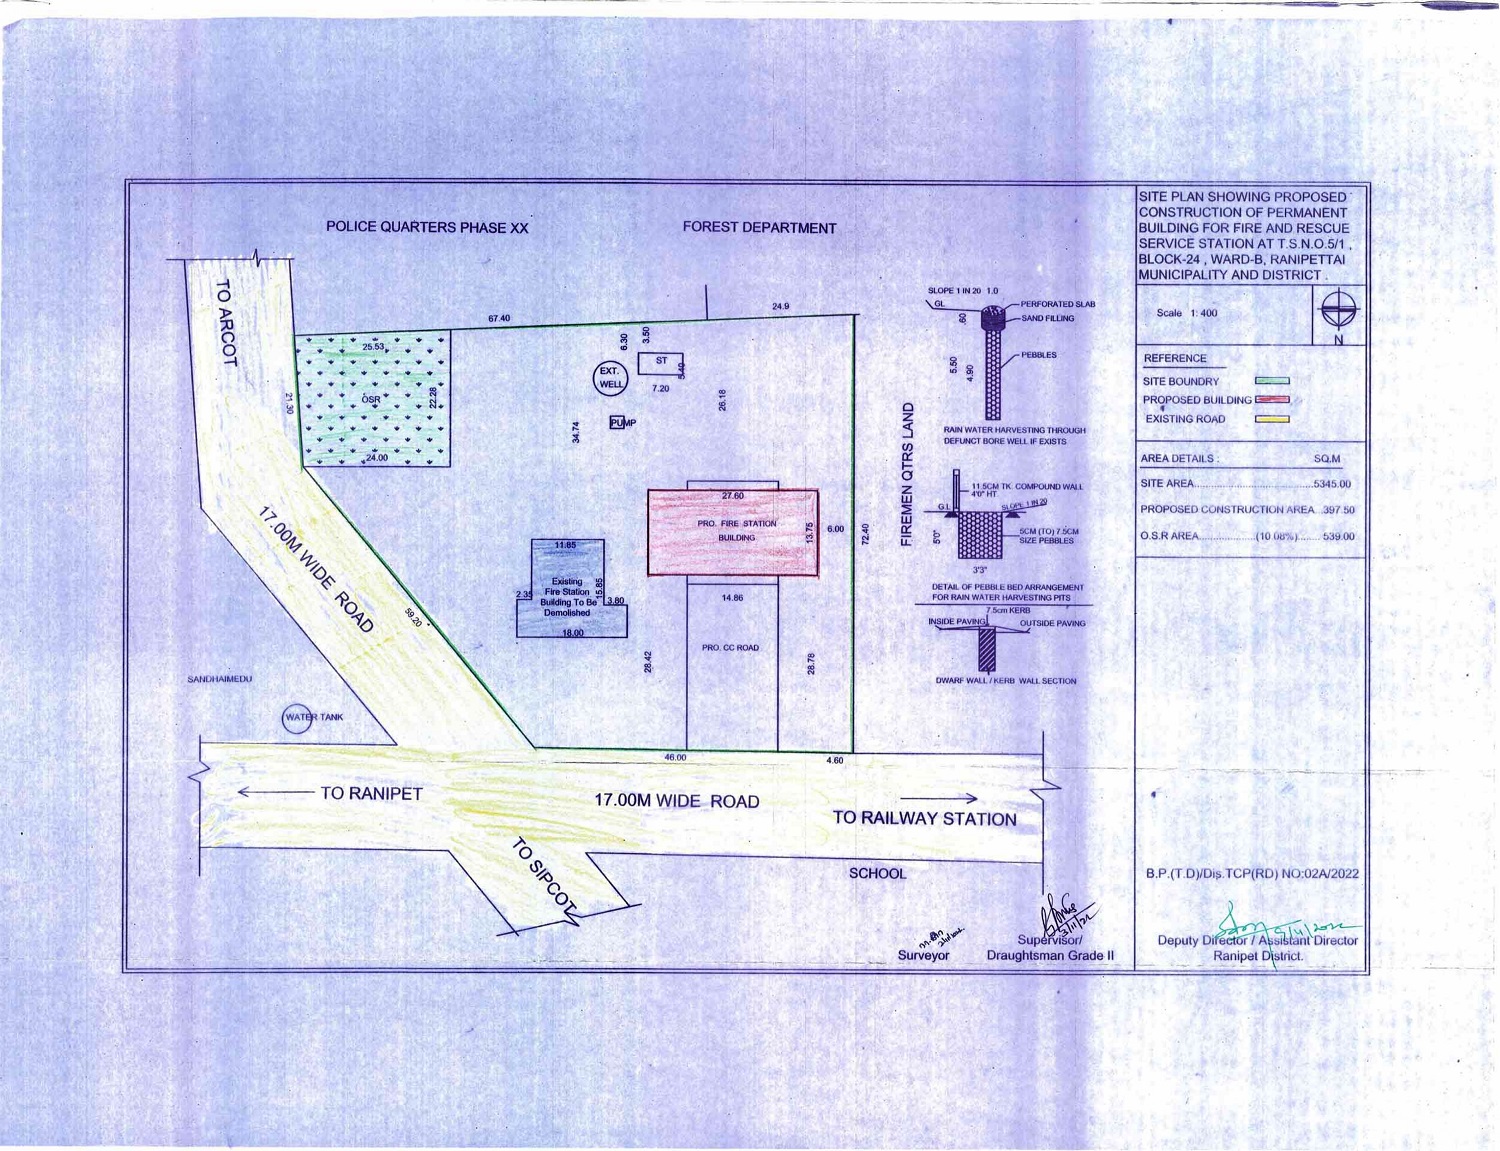 POLICE QUARTERS PHASE XX
FOREST DEPARTMENT
TO ARCOT
67.40
24.9
25.53
OSR
22.28
24.00
21.30
6.30
3.50
EXT.
WELL
ST
5.40
7.20
26.18
PUMP
34.74
27.60
PRO. FIRE STATION
BUILDING
13.75
6.00
72.40
FIREMEN QTRS LAND
11.85
Existing
Fire Station
Building To Be
Demolished
15.85
2.35
3.80
18.00
14.86
PRO. CC ROAD
28.42
28.78
17.00M WIDE ROAD
59.20
SANDHAIMEDU
WATER TANK
46.00
4.60
TO RANIPET
17.00M WIDE ROAD
TO RAILWAY STATION
TO SIPCOT
SCHOOL
SLOPE 1 IN 20 1.0
GL
.60
PERFORATED SLAB
SAND FILLING
PEBBLES
5.50
4.90
RAIN WATER HARVESTING THROUGH
DEFUNCT BORE WELL IF EXISTS
11.5CM TK. COMPOUND WALL
4'0" HT
G.L
SLOPE 1 IN 20
5'0"
5CM (TO) 7.5CM
SIZE PEBBLES
3'3"
DETAIL OF PEBBLE BED ARRANGEMENT
FOR RAIN WATER HARVESTING PITS
7.5cm KERB
INSIDE PAVING
OUTSIDE PAVING
DWARF WALL / KERB WALL SECTION
3/11/22
Surveyor
Supervisor/
Draughtsman Grade II
SITE PLAN SHOWING PROPOSED
CONSTRUCTION OF PERMANENT
BUILDING FOR FIRE AND RESCUE
SERVICE STATION AT T.S.N.O.5/1 ,
BLOCK-24 , WARD-B, RANIPETTAI
MUNICIPALITY AND DISTRICT .
Scale 1: 400
N
REFERENCE
SITE BOUNDRY
PROPOSED BUILDING
EXISTING ROAD
AREA DETAILS : SQ.M
SITE AREA..............................5345.00
PROPOSED CONSTRUCTION AREA...397.50
O.S.R AREA................(10.08%)...... 539.00
B.P.(T.D)/Dis.TCP(RD) NO:02A/2022
Deputy Director / Assistant Director
Ranipet District.